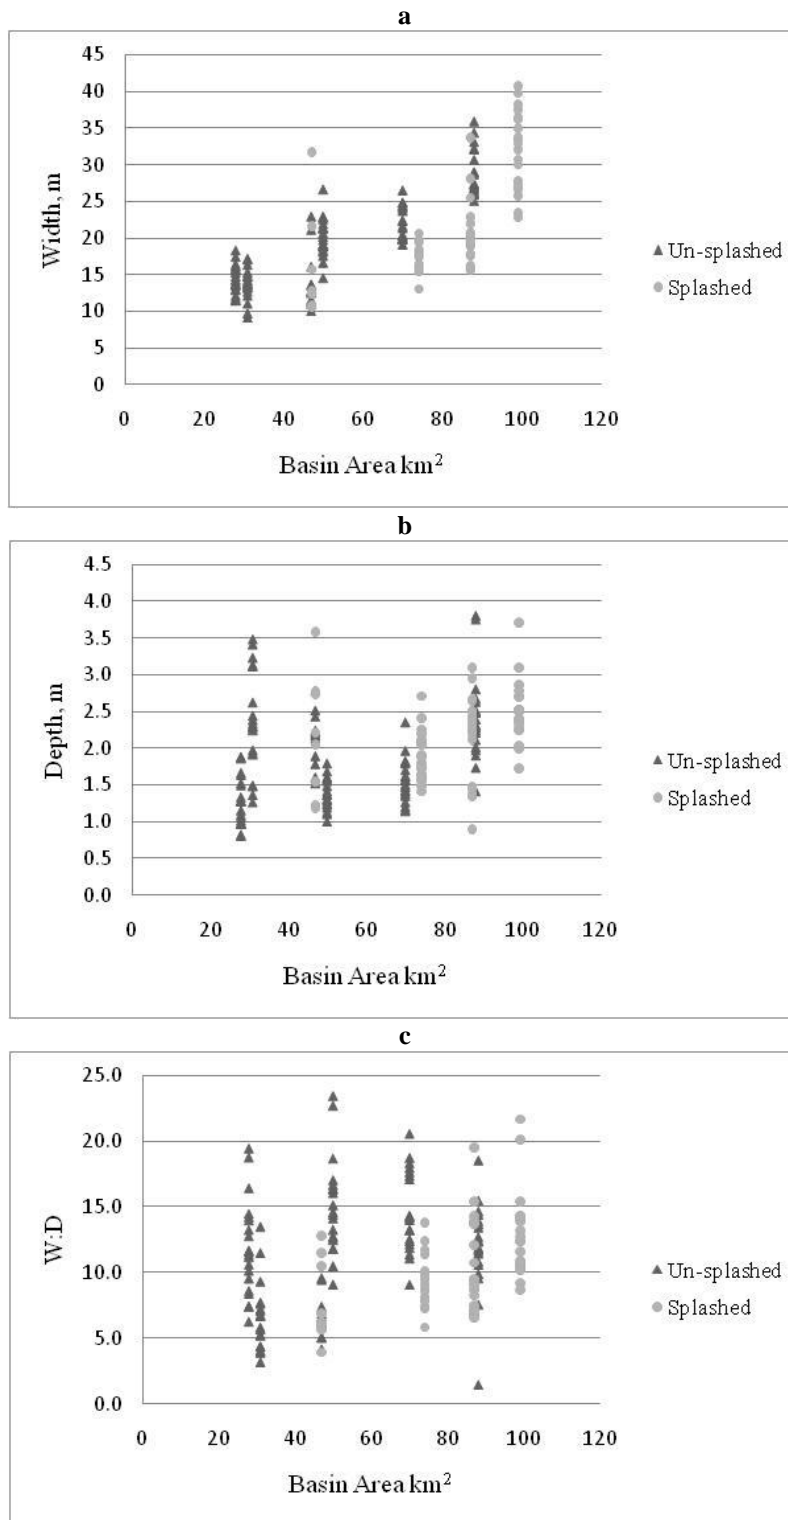 a
45
40
35
30
25
20
15
10
5
0
Width, m
0 20 40 60 80 100 120
Basin Area km²
Un-splashed
Splashed
b
4.5
4.0
3.5
3.0
2.5
2.0
1.5
1.0
0.5
0.0
Depth, m
0 20 40 60 80 100 120
Basin Area km²
Un-splashed
Splashed
c
25.0
20.0
15.0
10.0
5.0
0.0
W:D
0 20 40 60 80 100 120
Basin Area km²
Un-splashed
Splashed